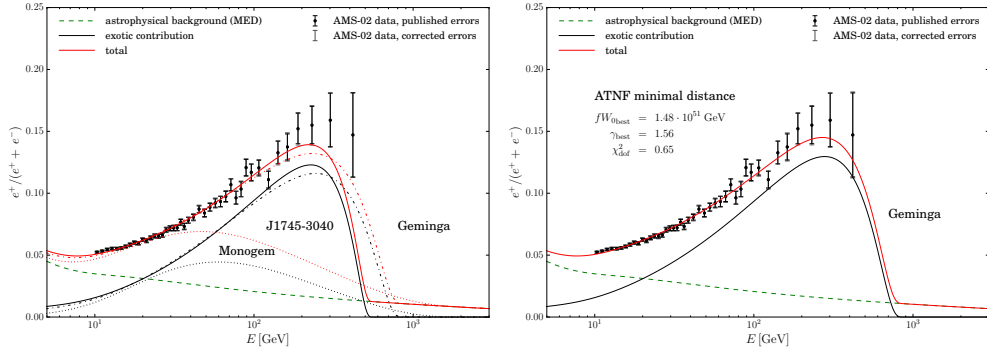 astrophysical background (MED)
exotic contribution
total
AMS-02 data, published errors
AMS-02 data, corrected errors
0.25
0.20
0.15
0.10
0.05
0.00
e⁺/(e⁺ + e⁻)
J1745-3040
Geminga
Monogem
10¹ 10² 10³
E [GeV]
astrophysical background (MED)
exotic contribution
total
AMS-02 data, published errors
AMS-02 data, corrected errors
0.25
0.20
0.15
0.10
0.05
0.00
e⁺/(e⁺ + e⁻)
ATNF minimal distance
fW₀best = 1.48 · 10⁵¹ GeV
γbest = 1.56
χ²dof = 0.65
Geminga
10¹ 10² 10³
E [GeV]